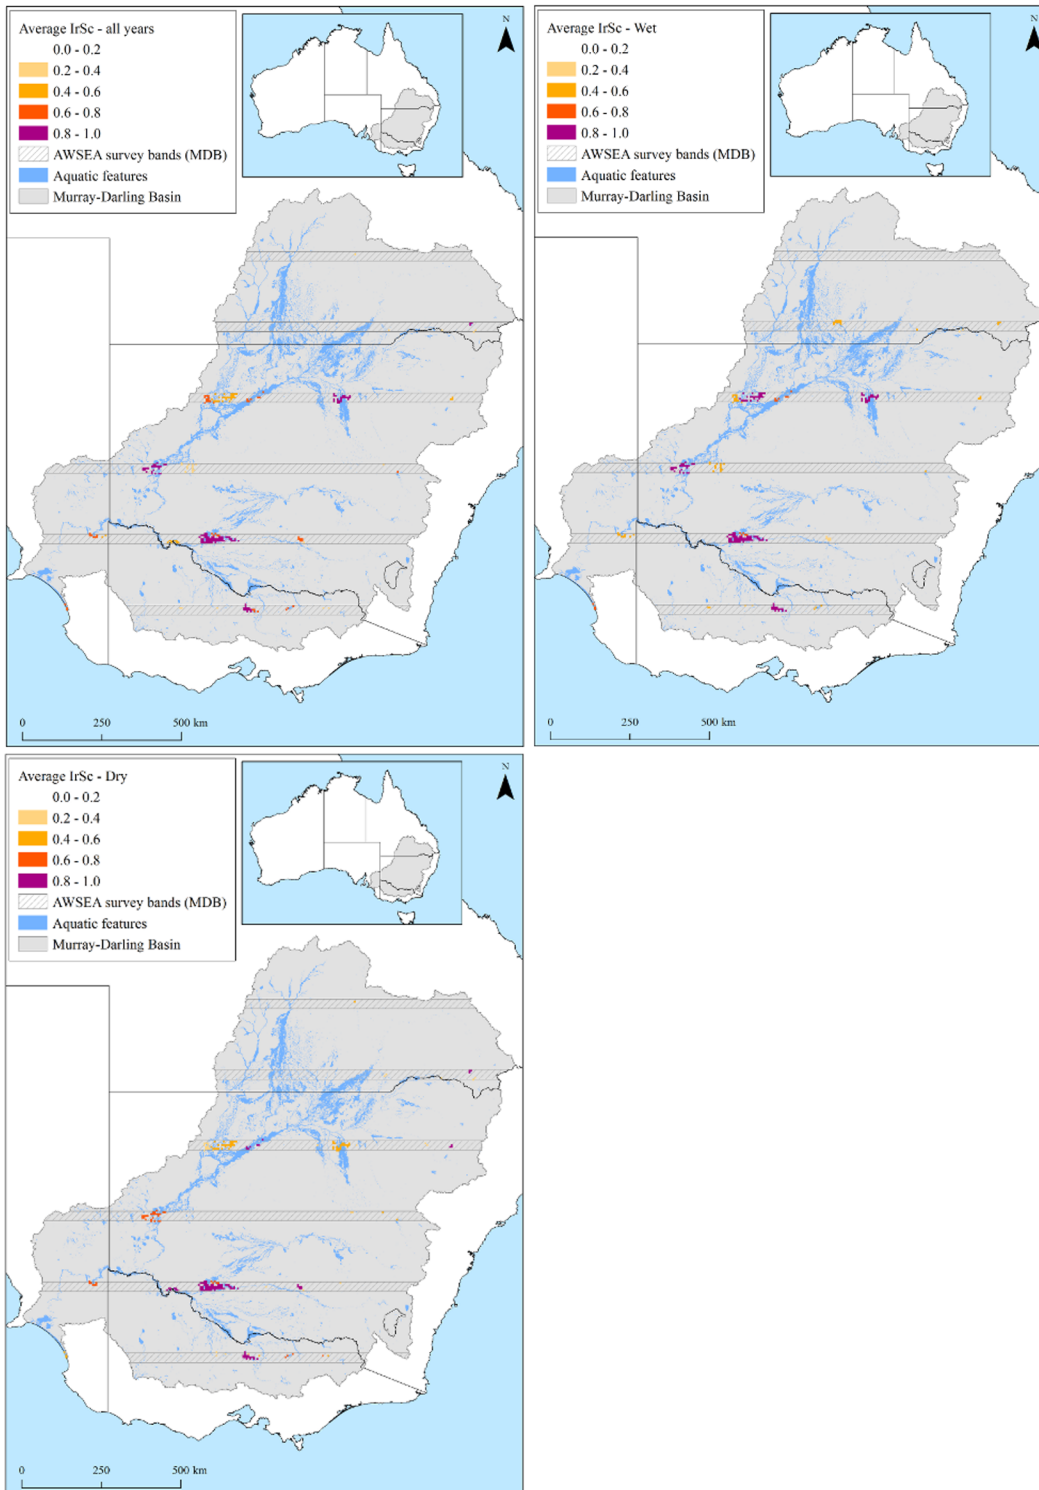 Average IrSc - all years
0.0 - 0.2
0.2 - 0.4
0.4 - 0.6
0.6 - 0.8
0.8 - 1.0
AWSEA survey bands (MDB)
Aquatic features
Murray-Darling Basin
N
0 250 500 km
Average IrSc - Wet
0.0 - 0.2
0.2 - 0.4
0.4 - 0.6
0.6 - 0.8
0.8 - 1.0
AWSEA survey bands (MDB)
Aquatic features
Murray-Darling Basin
N
0 250 500 km
Average IrSc - Dry
0.0 - 0.2
0.2 - 0.4
0.4 - 0.6
0.6 - 0.8
0.8 - 1.0
AWSEA survey bands (MDB)
Aquatic features
Murray-Darling Basin
N
0 250 500 km